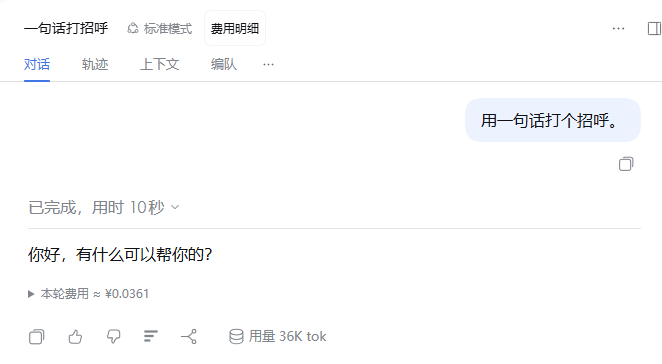 一句话打招呼 标准模式 费用明细
对话 轨迹 上下文 编队
用一句话打个招呼。
已完成，用时 10秒
你好，有什么可以帮你的？
本轮费用 ≈ ¥0.0361
用量 36K tok